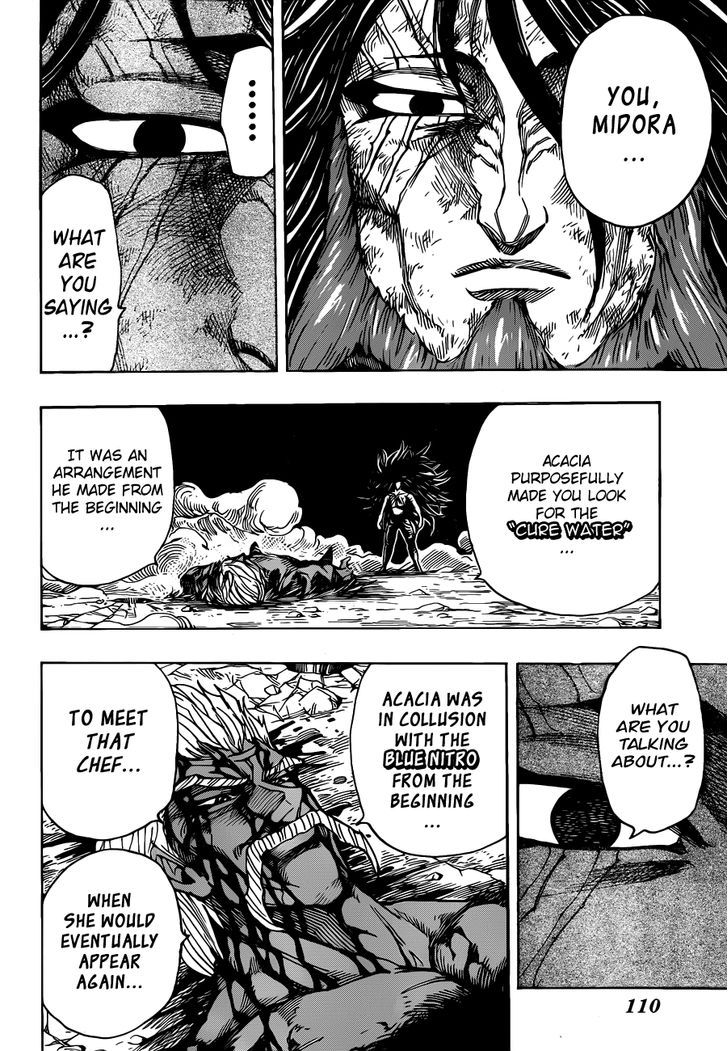 YOU,
MIDORA
...
......
WHAT
ARE
YOU
SAYING
...?
ACACIA
PURPOSEFULLY
MADE YOU LOOK
FOR THE
"CURE WATER"
...
IT WAS AN
ARRANGEMENT
HE MADE FROM
THE BEGINNING
...
WHAT
ARE YOU
TALKING
ABOUT...?
ACACIA WAS
IN COLLUSION
WITH THE
BLUE NITRO
FROM THE
BEGINNING
...
TO MEET
THAT
CHEF...
WHEN
SHE WOULD
EVENTUALLY
APPEAR
AGAIN...
110